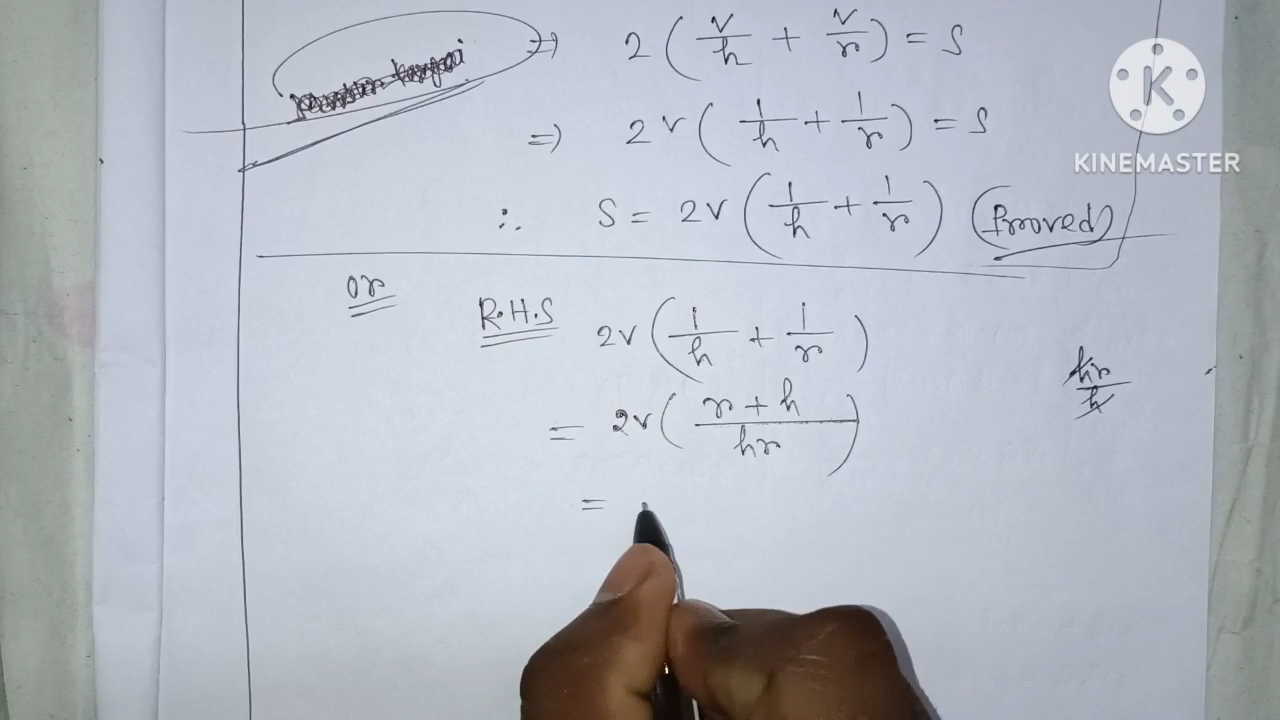 ⇒ 2 ( v/h + v/r ) = S
⇒ 2v ( 1/h + 1/r ) = S
∴ S = 2v ( 1/h + 1/r ) (Proved)
Or
R.H.S 2v ( 1/h + 1/r )
= 2v ( r + h / hr )
hr/h
=
K
KINEMASTER